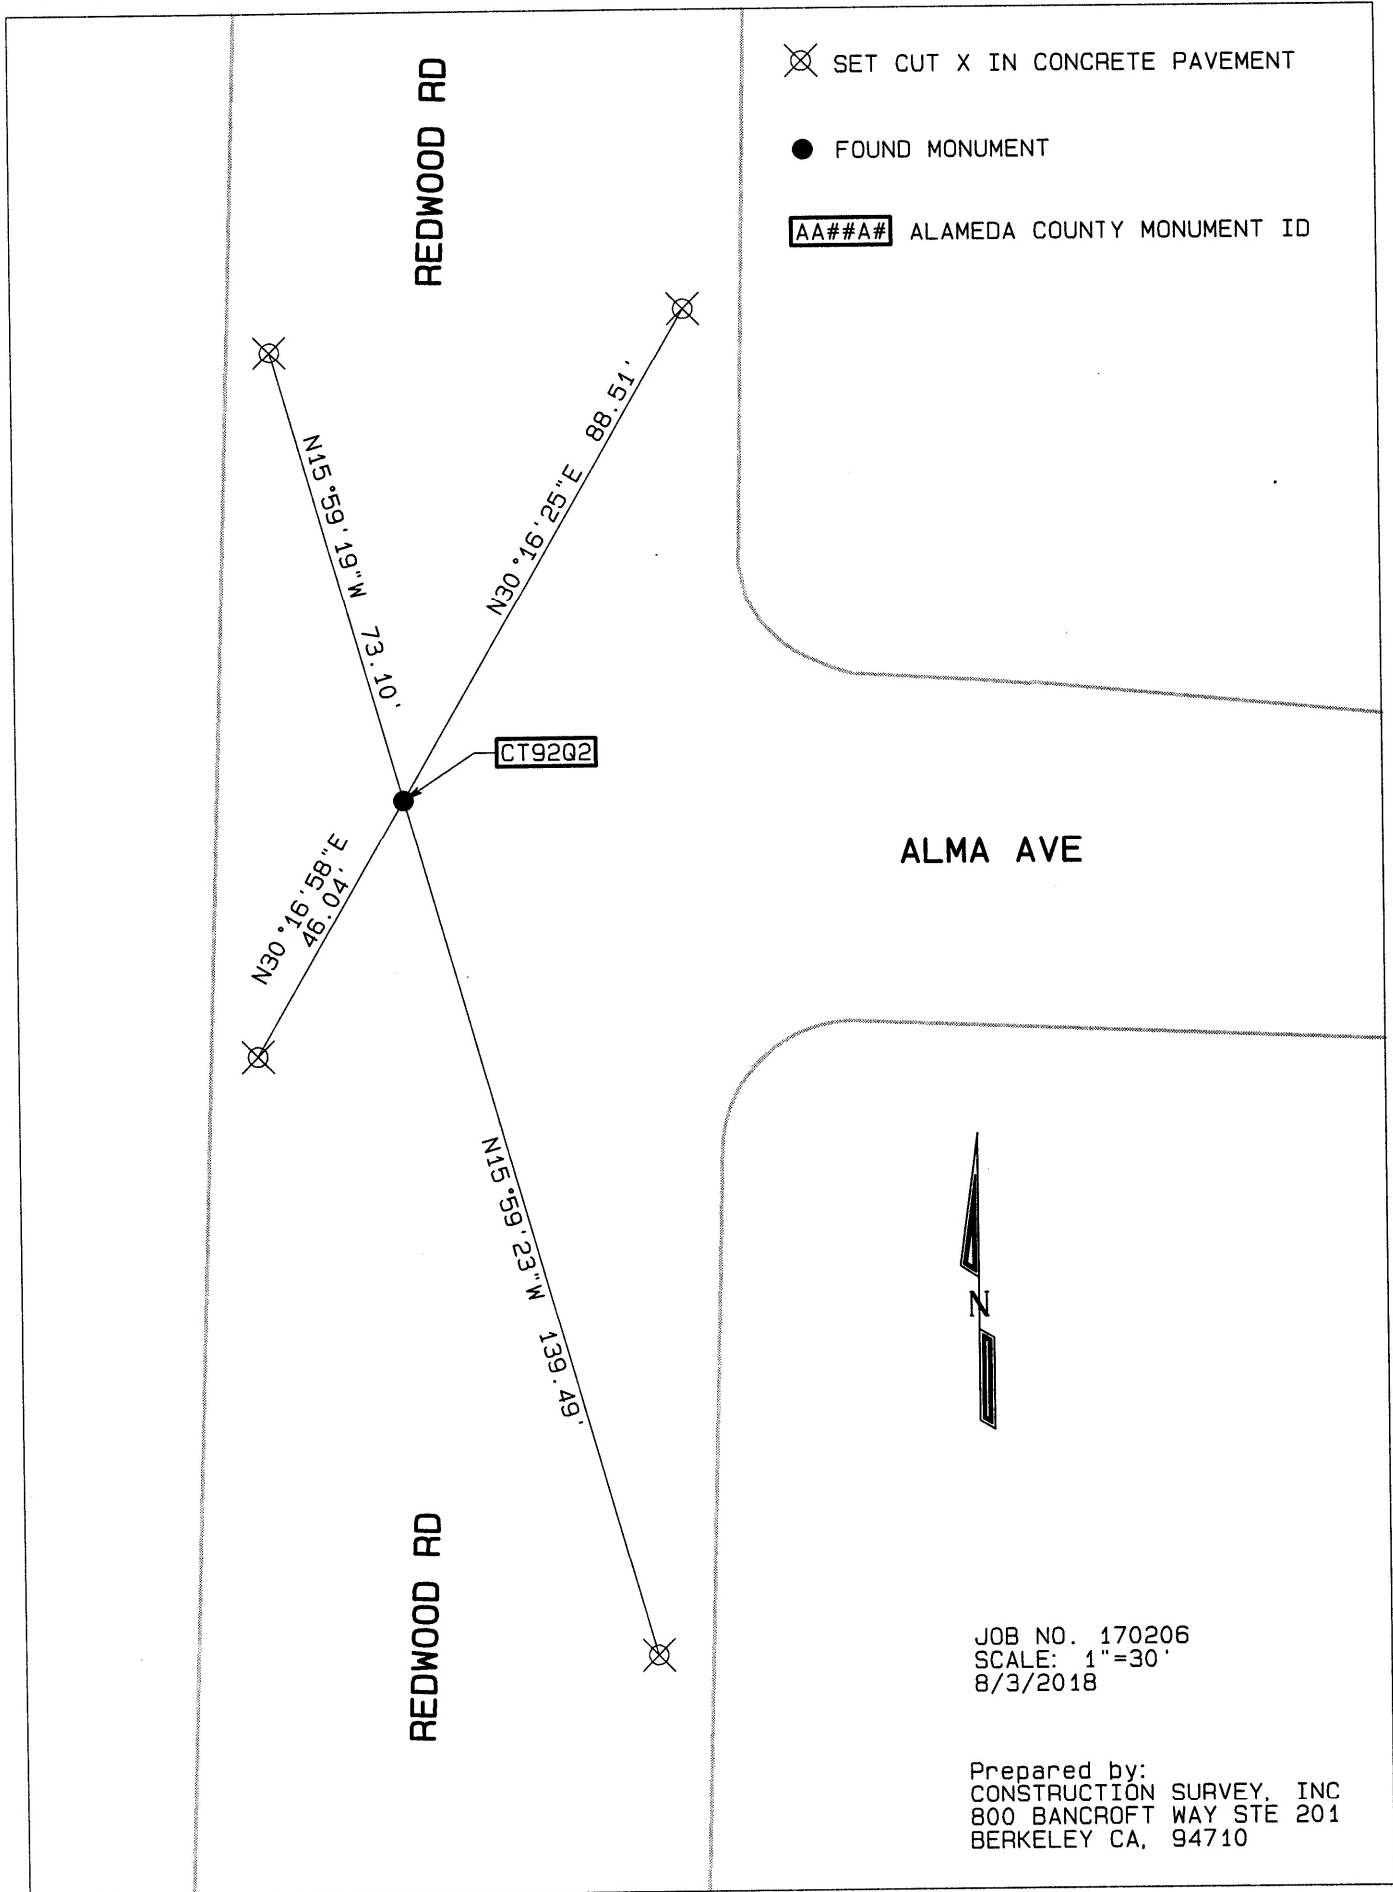 REDWOOD RD
SET CUT X IN CONCRETE PAVEMENT
FOUND MONUMENT
AA##A# ALAMEDA COUNTY MONUMENT ID
N15°59'19"W 73.10'
N30°16'25"E 88.51'
CT92Q2
N30°16'58"E
46.04'
ALMA AVE
N15°59'23"W 139.49'
N
REDWOOD RD
JOB NO. 170206
SCALE: 1"=30'
8/3/2018
Prepared by:
CONSTRUCTION SURVEY, INC
800 BANCROFT WAY STE 201
BERKELEY CA, 94710